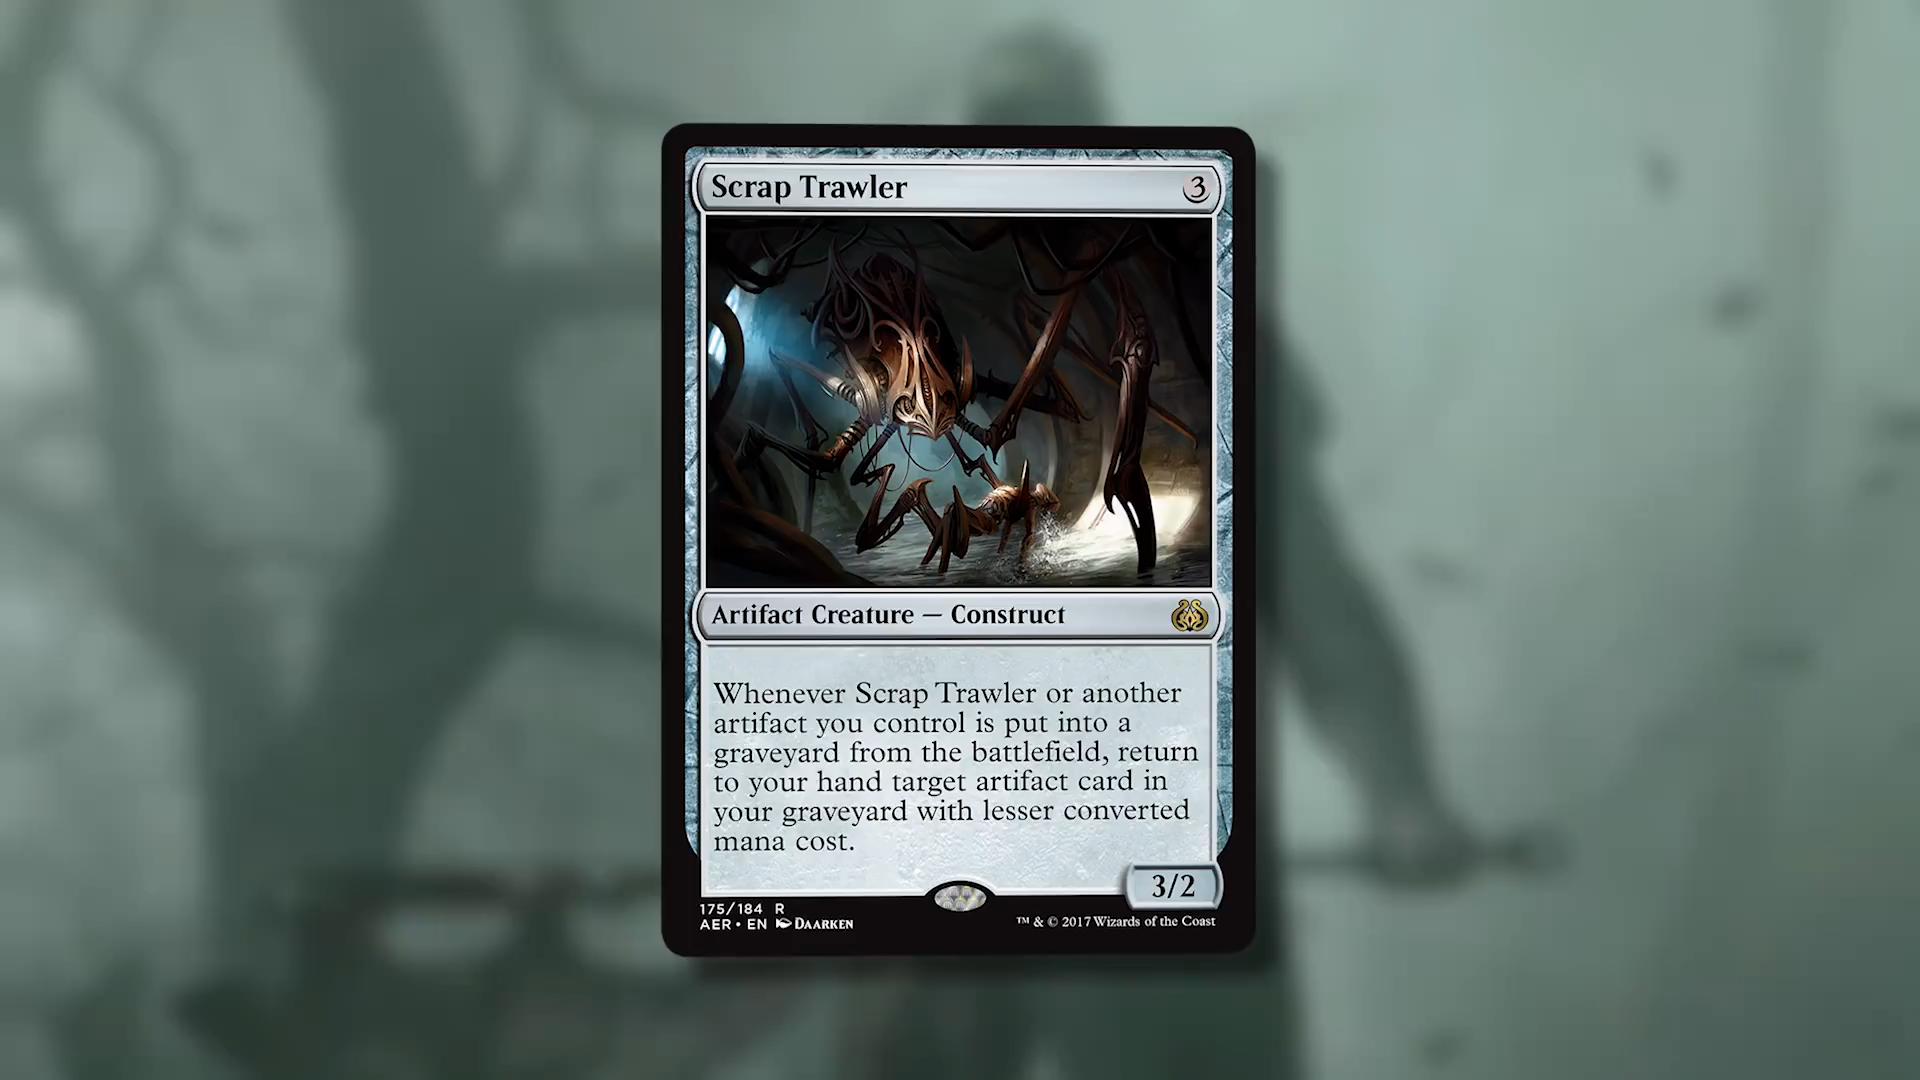 Scrap Trawler 3
Artifact Creature — Construct
Whenever Scrap Trawler or another
artifact you control is put into a
graveyard from the battlefield, return
to your hand target artifact card in
your graveyard with lesser converted
mana cost.
3/2
175/184 R
AER • EN DAARKEN
™ & © 2017 Wizards of the Coast